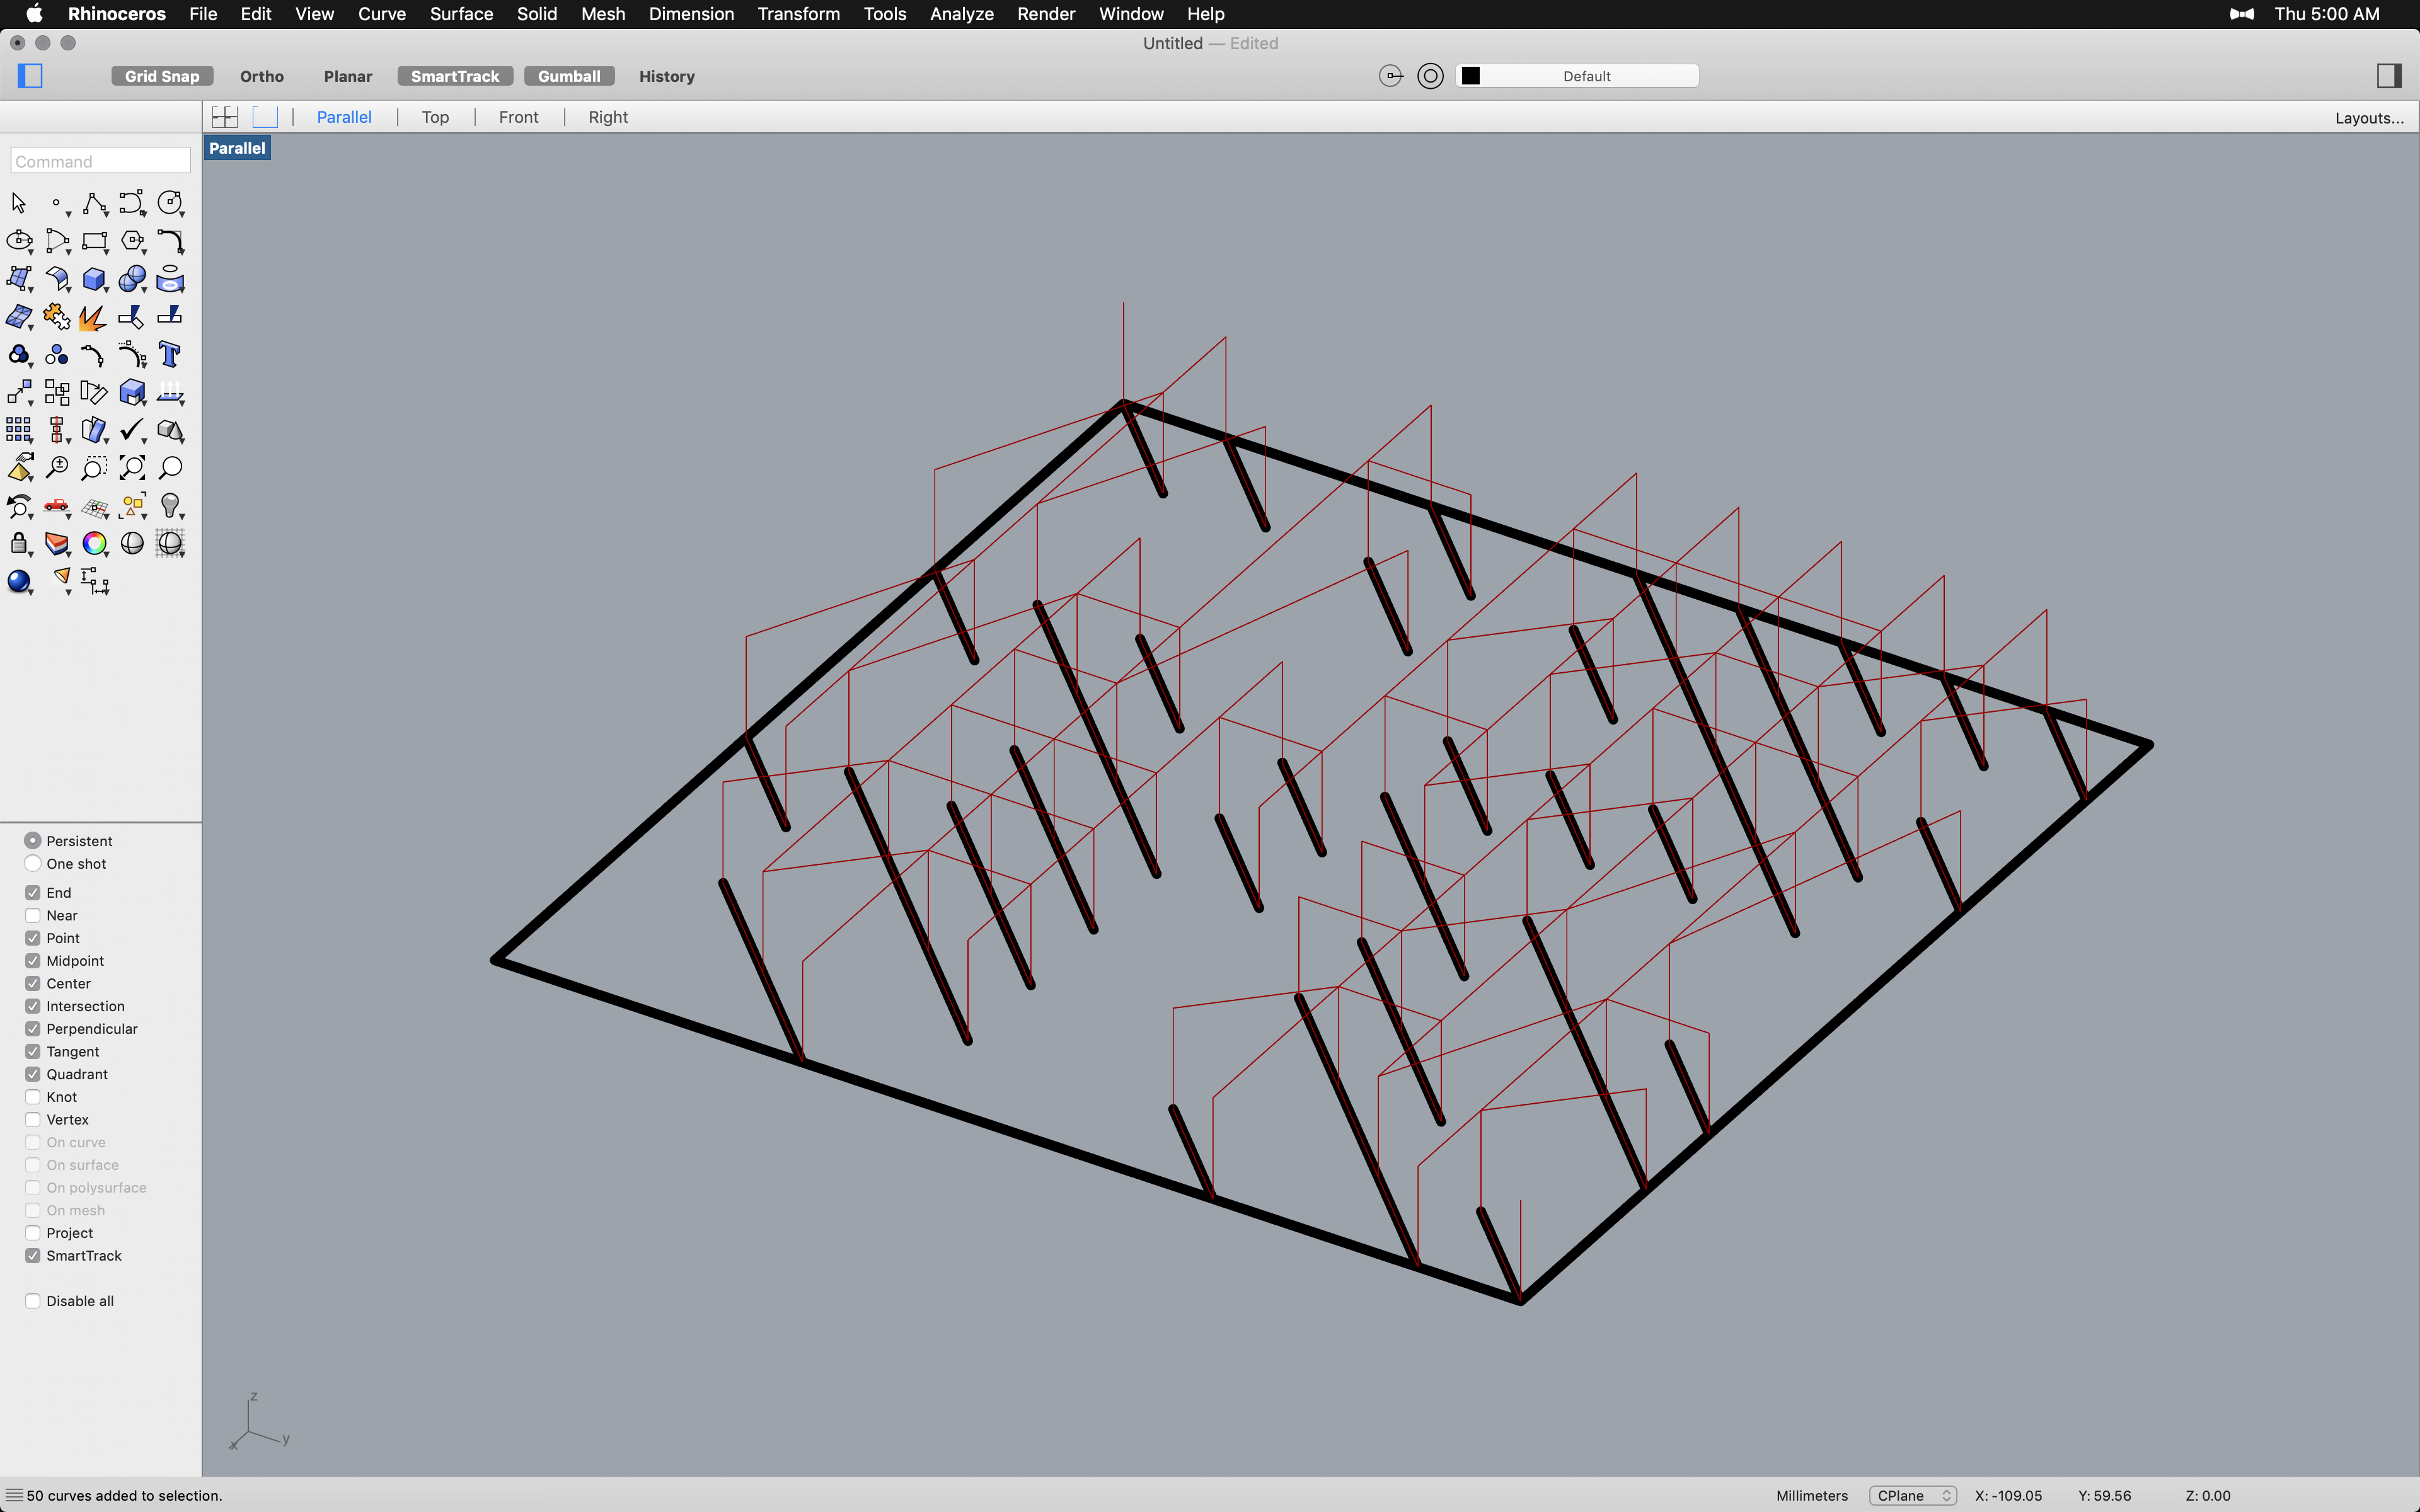 Rhinoceros File Edit View Curve Surface Solid Mesh Dimension Transform Tools Analyze Render Window Help Thu 5:00 AM
Untitled — Edited
Grid Snap Ortho Planar SmartTrack Gumball History Default
Parallel | Top | Front | Right Layouts...
Parallel
Command
Persistent
One shot
End
Near
Point
Midpoint
Center
Intersection
Perpendicular
Tangent
Quadrant
Knot
Vertex
On curve
On surface
On polysurface
On mesh
Project
SmartTrack
Disable all
z
x y
50 curves added to selection. Millimeters CPlane X: -109.05 Y: 59.56 Z: 0.00